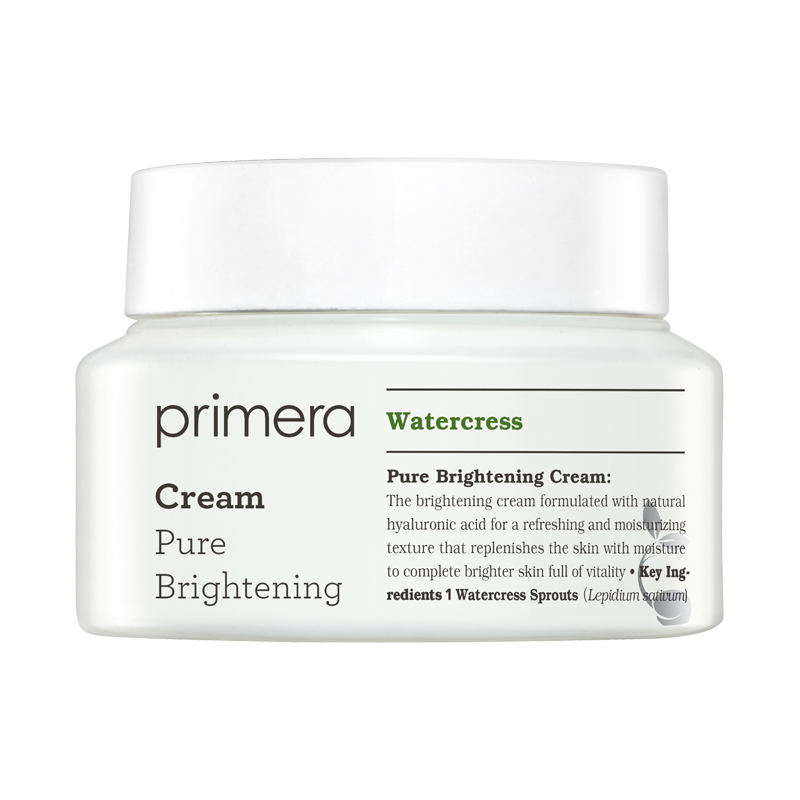 primera
Cream
Pure
Brightening
Watercress
Pure Brightening Cream:
The brightening cream formulated with natural
hyaluronic acid for a refreshing and moisturizing
texture that replenishes the skin with moisture
to complete brighter skin full of vitality • Key Ing-
redients 1 Watercress Sprouts (Lepidium sativum)